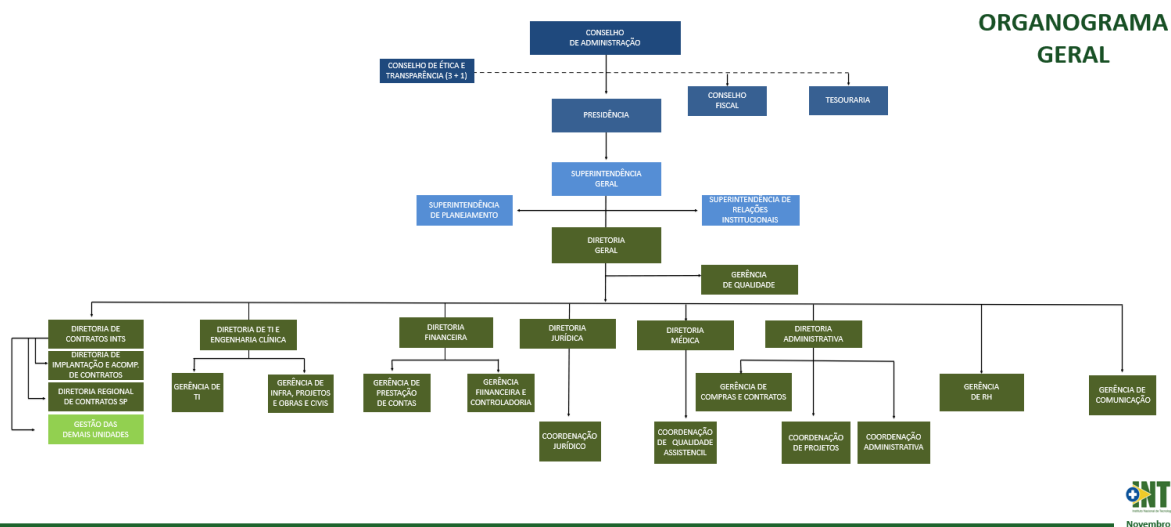 ORGANOGRAMA
GERAL
CONSELHO
DE ADMINISTRAÇÃO
CONSELHO DE ÉTICA E
TRANSPARÊNCIA (3 + 1)
CONSELHO
FISCAL
TESOURARIA
PRESIDÊNCIA
SUPERINTENDÊNCIA
GERAL
SUPERINTENDÊNCIA
DE PLANEJAMENTO
SUPERINTENDÊNCIA DE
RELAÇÕES
INSTITUCIONAIS
DIRETORIA
GERAL
GERÊNCIA
DE QUALIDADE
DIRETORIA DE
CONTRATOS INTS
DIRETORIA DE TI E
ENGENHARIA CLÍNICA
DIRETORIA
FINANCEIRA
DIRETORIA
JURÍDICA
DIRETORIA
MÉDICA
DIRETORIA
ADMINISTRATIVA
DIRETORIA DE
IMPLANTAÇÃO E ACOMP.
DE CONTRATOS
DIRETORIA REGIONAL
DE CONTRATOS SP
GESTÃO DAS
DEMAIS UNIDADES
GERÊNCIA DE
TI
GERÊNCIA DE
INFRA, PROJETOS
E OBRAS E CIVIS
GERÊNCIA DE
PRESTAÇÃO
DE CONTAS
GERÊNCIA
FIINANCEIRA E
CONTROLADORIA
GERÊNCIA DE
COMPRAS E CONTRATOS
GERÊNCIA
DE RH
GERÊNCIA DE
COMUNICAÇÃO
COORDENAÇÃO
JURÍDICO
COORDENAÇÃO
DE QUALIDADE
ASSISTENCIL
COORDENAÇÃO
DE PROJETOS
COORDENAÇÃO
ADMINISTRATIVA
INT
Novembro